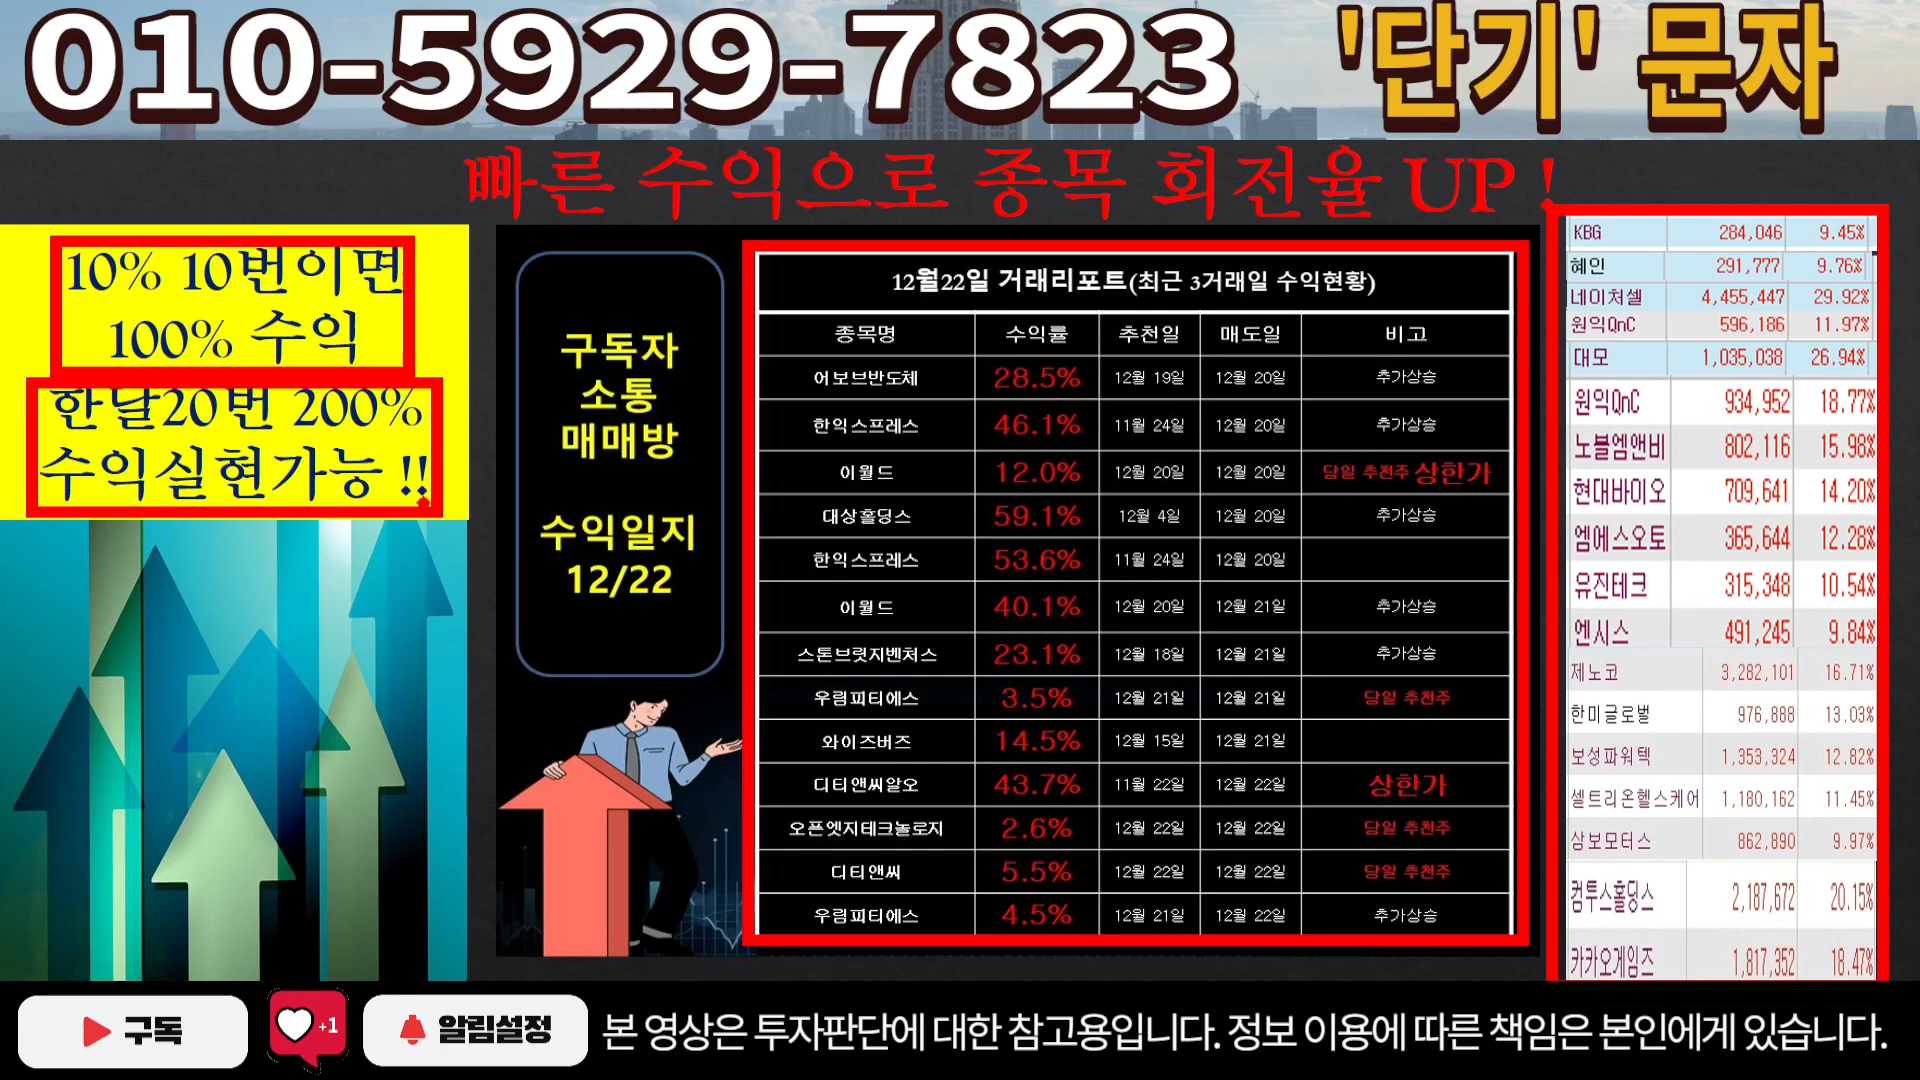 010-5929-7823 '단기' 문자
빠른 수익으로 종목 회전율 UP !
10% 10번이면
100% 수익
한달20번 200%
수익실현가능 !!
구독자
소통
매매방
수익일지
12/22
12월22일 거래리포트(최근 3거래일 수익현황)
종목명 수익률 추천일 매도일 비고
어보브반도체 28.5% 12월 19일 12월 20일 추가상승
한익스프레스 46.1% 11월 24일 12월 20일 추가상승
이월드 12.0% 12월 20일 12월 20일 당일 추천주 상한가
대상홀딩스 59.1% 12월 4일 12월 20일 추가상승
한익스프레스 53.6% 11월 24일 12월 20일
이월드 40.1% 12월 20일 12월 21일 추가상승
스톤브릿지벤처스 23.1% 12월 18일 12월 21일 추가상승
우림피티에스 3.5% 12월 21일 12월 21일 당일 추천주
와이즈버즈 14.5% 12월 15일 12월 21일
디티앤씨알오 43.7% 11월 22일 12월 22일 상한가
오픈엣지테크놀로지 2.6% 12월 22일 12월 22일 당일 추천주
디티앤씨 5.5% 12월 22일 12월 22일 당일 추천주
우림피티에스 4.5% 12월 21일 12월 22일 추가상승
KBG 284,046 9.45%
혜인 291,777 9.76%
네이처셀 4,455,447 29.92%
원익QnC 596,186 11.97%
대모 1,035,038 26.94%
원익QnC 934,952 18.77%
노블엠앤비 802,116 15.98%
현대바이오 709,641 14.20%
엠에스오토 365,644 12.28%
유진테크 315,348 10.54%
엔시스 491,245 9.84%
제노코 3,282,101 16.71%
한미글로벌 976,888 13.03%
보성파워텍 1,353,324 12.82%
셀트리온헬스케어 1,180,162 11.45%
삼보모터스 862,890 9.97%
컴투스홀딩스 2,187,672 20.15%
카카오게임즈 1,817,352 18.47%
구독 +1 알림설정 본 영상은 투자판단에 대한 참고용입니다. 정보 이용에 따른 책임은 본인에게 있습니다.